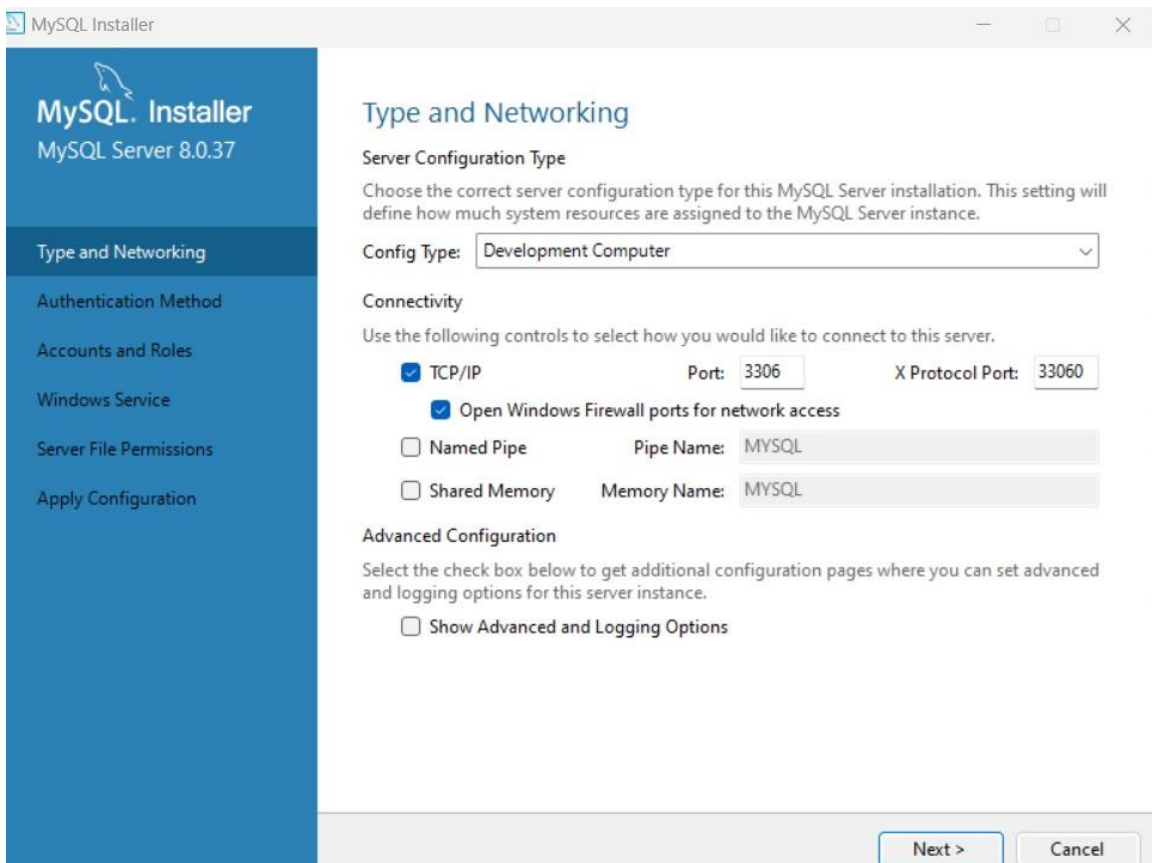 MySQL Installer
MySQL. Installer
MySQL Server 8.0.37
Type and Networking
Authentication Method
Accounts and Roles
Windows Service
Server File Permissions
Apply Configuration
Type and Networking
Server Configuration Type
Choose the correct server configuration type for this MySQL Server installation. This setting will
define how much system resources are assigned to the MySQL Server instance.
Config Type: Development Computer
Connectivity
Use the following controls to select how you would like to connect to this server.
TCP/IP Port: 3306 X Protocol Port: 33060
Open Windows Firewall ports for network access
Named Pipe Pipe Name: MYSQL
Shared Memory Memory Name: MYSQL
Advanced Configuration
Select the check box below to get additional configuration pages where you can set advanced
and logging options for this server instance.
Show Advanced and Logging Options
Next > Cancel